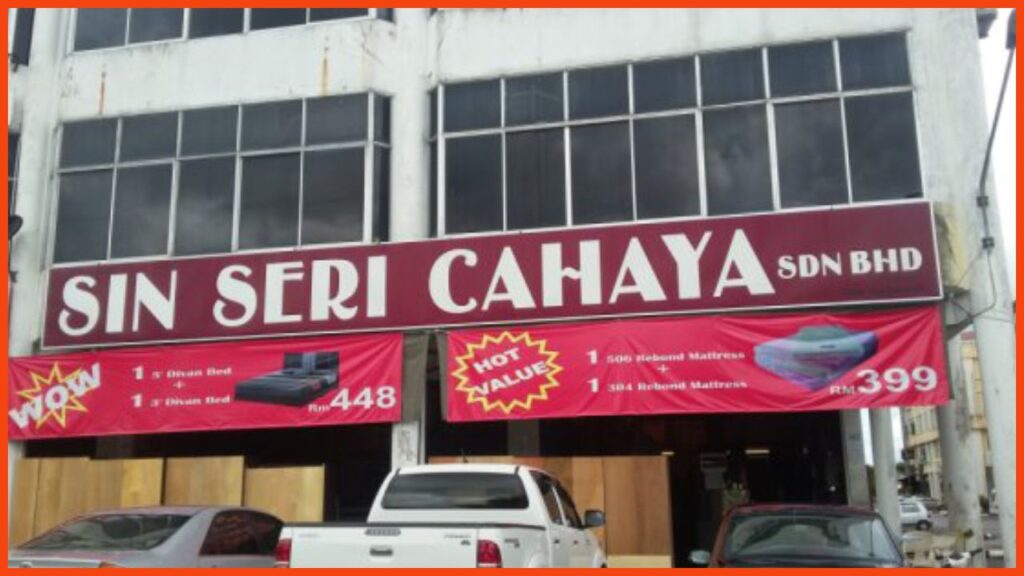 SIN SERI CAHAYA SDN BHD
WOW
1 5' Divan Bed
+
1 3' Divan Bed
Rm448
HOT
VALUE
1 506 Rebond Mattress
+
1 304 Rebond Mattress
RM399